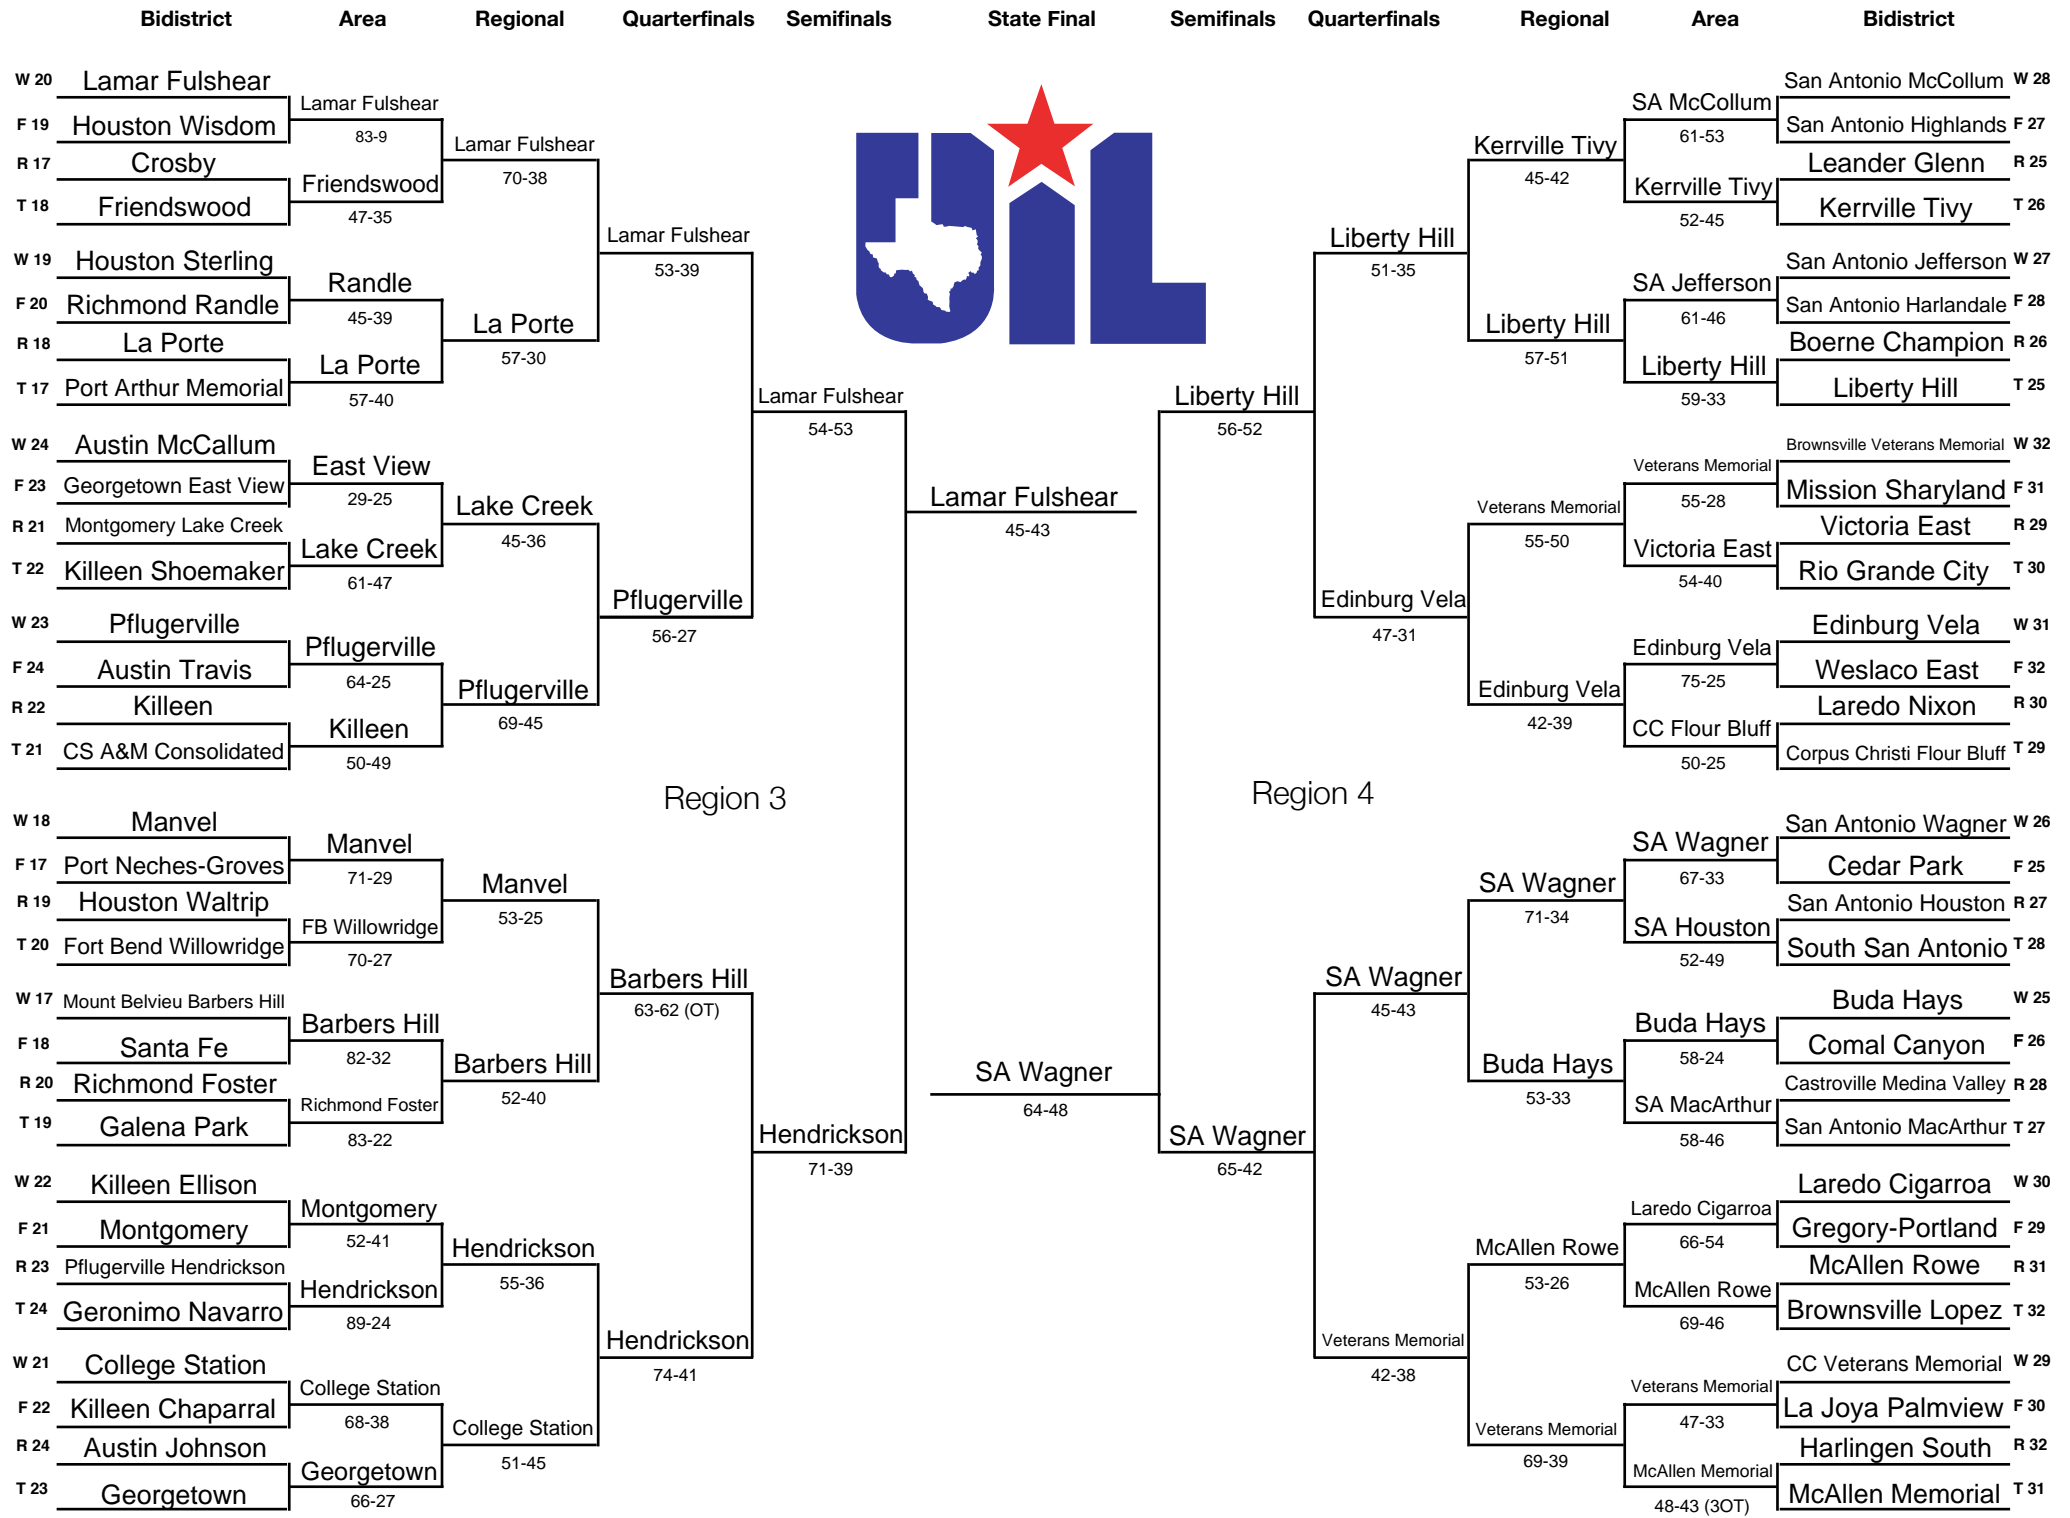 Bidistrict Area Regional Quarterfinals Semifinals State Final Semifinals Quarterfinals Regional Area Bidistrict
W 20 Lamar Fulshear
Lamar Fulshear
F 19 Houston Wisdom
83-9
Lamar Fulshear
R 17 Crosby
70-38
Friendswood
T 18 Friendswood
47-35
Lamar Fulshear
53-39
W 19 Houston Sterling
Randle
F 20 Richmond Randle
45-39
La Porte
R 18 La Porte
57-30
La Porte
T 17 Port Arthur Memorial
57-40
Lamar Fulshear
54-53
W 24 Austin McCallum
East View
F 23 Georgetown East View
29-25
Lake Creek
R 21 Montgomery Lake Creek
45-36
Lake Creek
T 22 Killeen Shoemaker
61-47
Pflugerville
56-27
W 23 Pflugerville
Pflugerville
F 24 Austin Travis
64-25
Pflugerville
R 22 Killeen
69-45
Killeen
T 21 CS A&M Consolidated
50-49
Region 3
W 18 Manvel
Manvel
F 17 Port Neches-Groves
71-29
Manvel
R 19 Houston Waltrip
53-25
FB Willowridge
T 20 Fort Bend Willowridge
70-27
Barbers Hill
63-62 (OT)
W 17 Mount Belvieu Barbers Hill
Barbers Hill
F 18 Santa Fe
82-32
Barbers Hill
R 20 Richmond Foster
52-40
Richmond Foster
T 19 Galena Park
83-22
Hendrickson
71-39
W 22 Killeen Ellison
Montgomery
F 21 Montgomery
52-41
Hendrickson
R 23 Pflugerville Hendrickson
55-36
Hendrickson
T 24 Geronimo Navarro
89-24
Hendrickson
74-41
W 21 College Station
College Station
F 22 Killeen Chaparral
68-38
College Station
R 24 Austin Johnson
51-45
Georgetown
T 23 Georgetown
66-27
UIL
Lamar Fulshear
45-43
SA Wagner
64-48
San Antonio McCollum W 28
SA McCollum
San Antonio Highlands F 27
61-53
Kerrville Tivy
Leander Glenn R 25
45-42
Kerrville Tivy
Kerrville Tivy T 26
52-45
Liberty Hill
51-35
San Antonio Jefferson W 27
SA Jefferson
San Antonio Harlandale F 28
61-46
Liberty Hill
Boerne Champion R 26
57-51
Liberty Hill
Liberty Hill T 25
59-33
Liberty Hill
56-52
Brownsville Veterans Memorial W 32
Veterans Memorial
Mission Sharyland F 31
55-28
Veterans Memorial
Victoria East R 29
55-50
Victoria East
Rio Grande City T 30
54-40
Edinburg Vela
47-31
Edinburg Vela W 31
Edinburg Vela
Weslaco East F 32
75-25
Edinburg Vela
Laredo Nixon R 30
42-39
CC Flour Bluff
Corpus Christi Flour Bluff T 29
50-25
Region 4
San Antonio Wagner W 26
SA Wagner
Cedar Park F 25
67-33
SA Wagner
San Antonio Houston R 27
71-34
SA Houston
South San Antonio T 28
52-49
SA Wagner
45-43
Buda Hays W 25
Buda Hays
Comal Canyon F 26
58-24
Buda Hays
Castroville Medina Valley R 28
53-33
SA MacArthur
San Antonio MacArthur T 27
58-46
SA Wagner
65-42
Laredo Cigarroa W 30
Laredo Cigarroa
Gregory-Portland F 29
66-54
McAllen Rowe
McAllen Rowe R 31
53-26
McAllen Rowe
Brownsville Lopez T 32
69-46
Veterans Memorial
42-38
CC Veterans Memorial W 29
Veterans Memorial
La Joya Palmview F 30
47-33
Veterans Memorial
Harlingen South R 32
69-39
McAllen Memorial
McAllen Memorial T 31
48-43 (3OT)